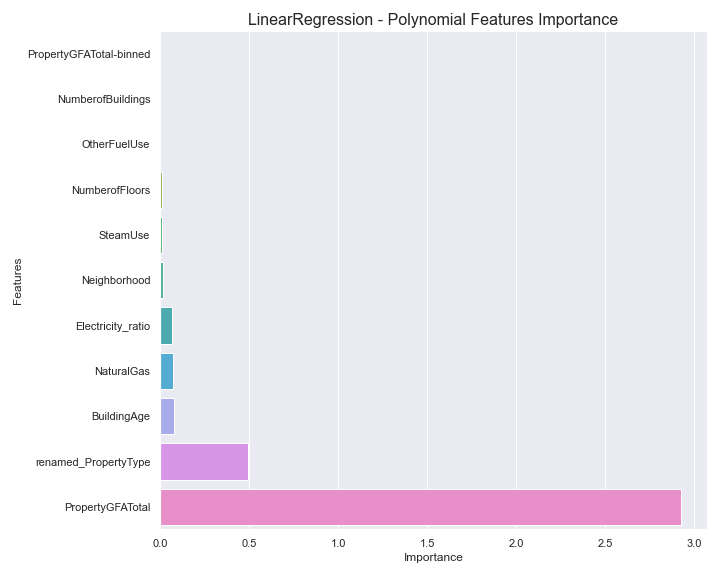 LinearRegression - Polynomial Features Importance
Features
PropertyGFATotal-binned
NumberofBuildings
OtherFuelUse
NumberofFloors
SteamUse
Neighborhood
Electricity_ratio
NaturalGas
BuildingAge
renamed_PropertyType
PropertyGFATotal
0.0 0.5 1.0 1.5 2.0 2.5 3.0
Importance